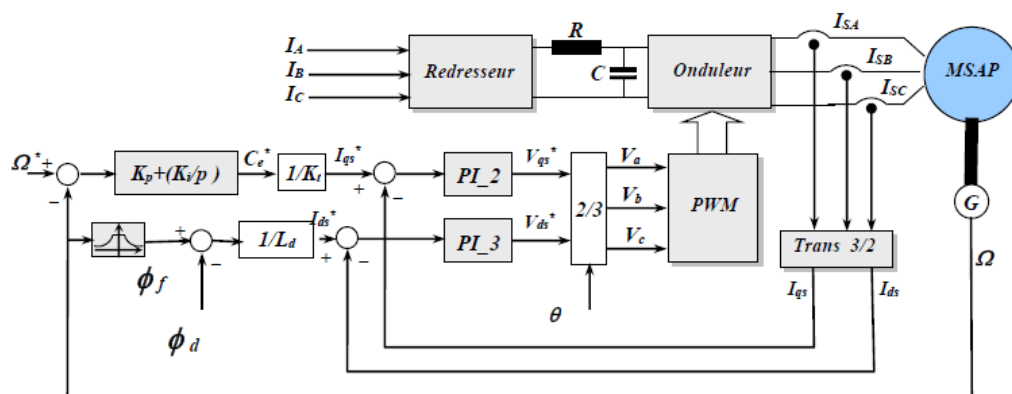 I_A
I_B
I_C
Redresseur
R
C
Onduleur
I_SA
I_SB
I_SC
MSAP
Ω* +
−
K_p+(K_i/p )
C_e*
1/K_t
I_qs*
+
−
PI_2
V_qs*
2/3
V_a
V_b
V_c
PWM
G
ϕ_f
+
−
1/L_d
I_ds*
+
−
PI_3
V_ds*
Trans 3/2
I_qs
I_ds
Ω
ϕ_d
θ